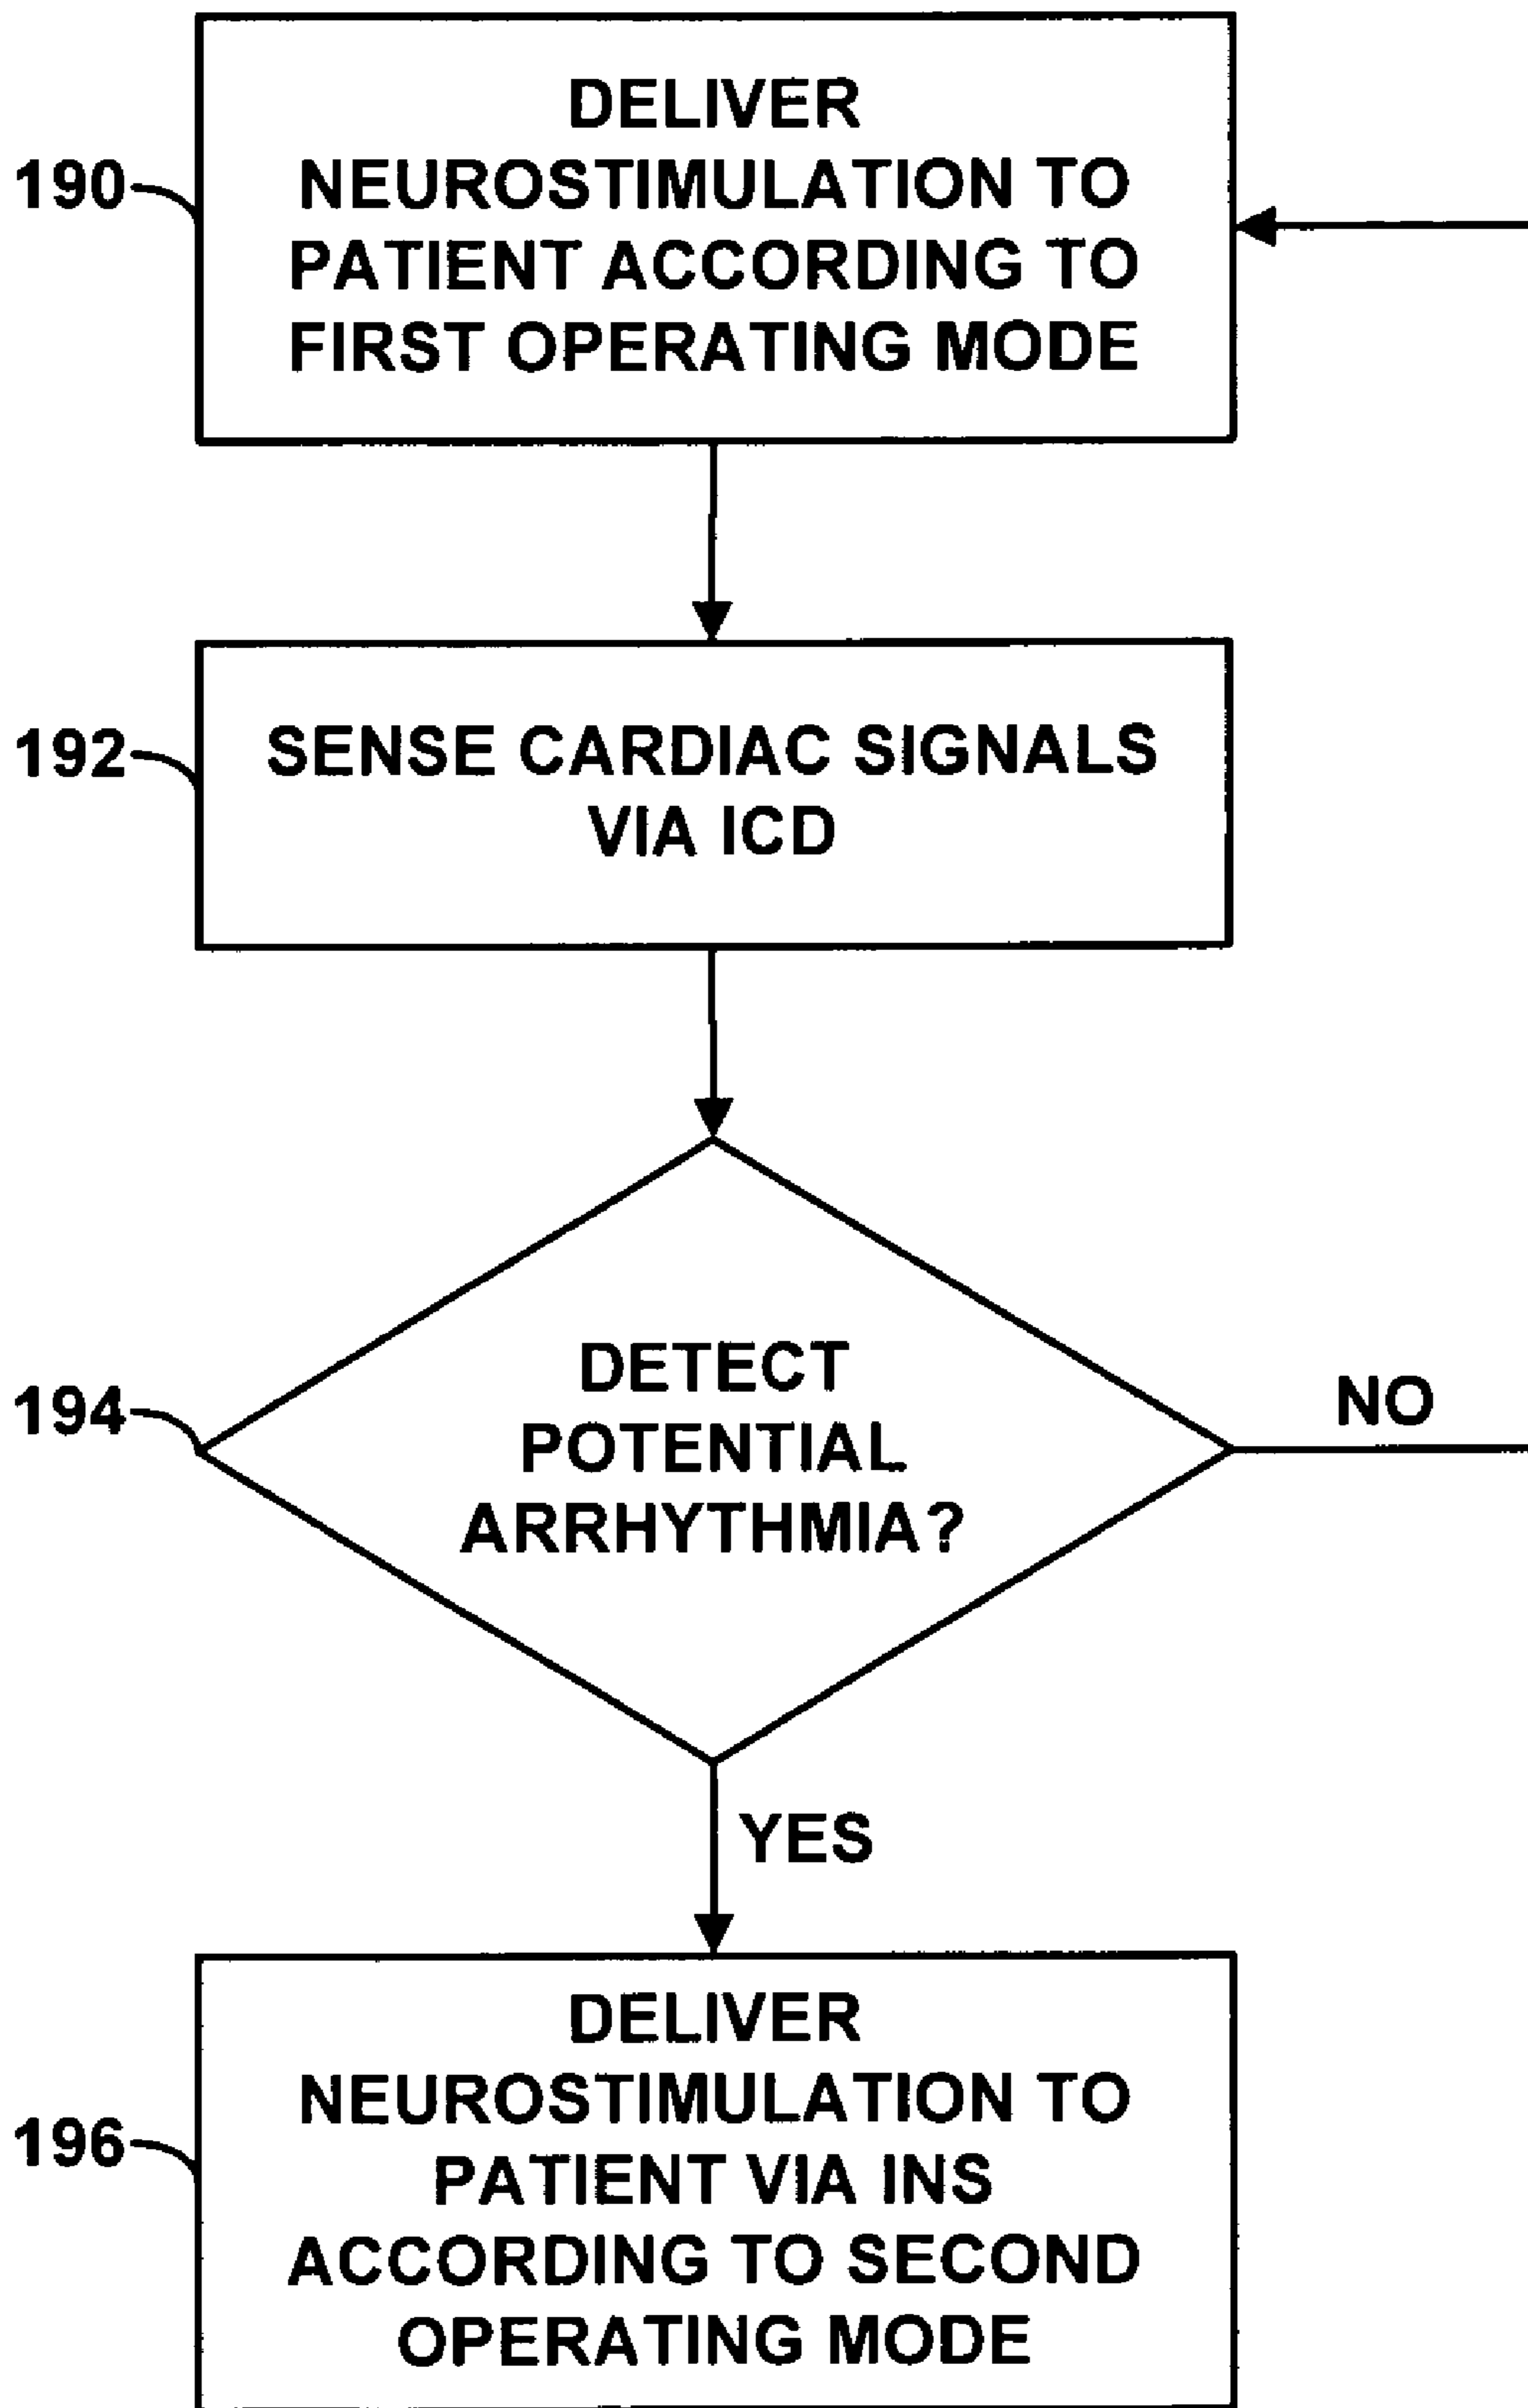 DELIVER
190
NEUROSTIMULATION TO
PATIENT ACCORDING TO
FIRST OPERATING MODE
192
SENSE CARDIAC SIGNALS
VIA ICD
194
DETECT
POTENTIAL
ARRHYTHMIA?
NO
YES
196
DELIVER
NEUROSTIMULATION TO
PATIENT VIA INS
ACCORDING TO SECOND
OPERATING MODE